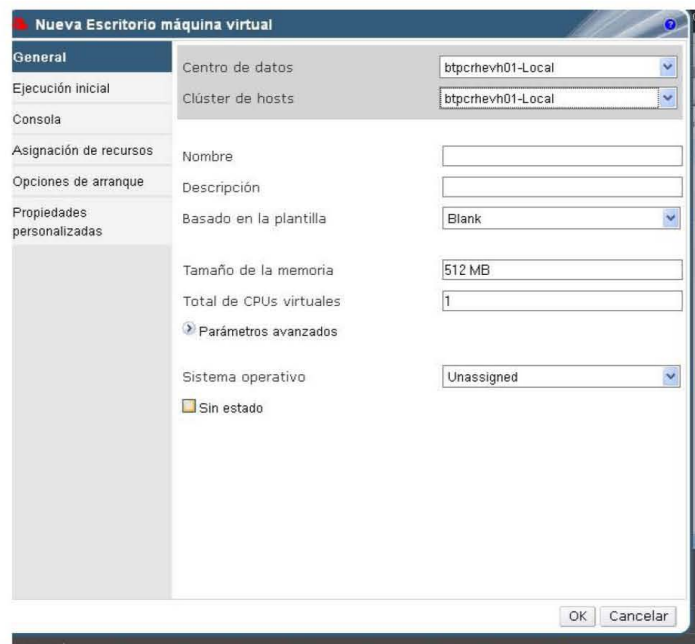 Nueva Escritorio máquina virtual
?
General
Ejecución inicial
Consola
Asignación de recursos
Opciones de arranque
Propiedades
personalizadas
Centro de datos
btpcrhevh01-Local
Clúster de hosts
btpcrhevh01-Local
Nombre
Descripción
Basado en la plantilla
Blank
Tamaño de la memoria
512 MB
Total de CPUs virtuales
1
Parámetros avanzados
Sistema operativo
Unassigned
Sin estado
OK
Cancelar